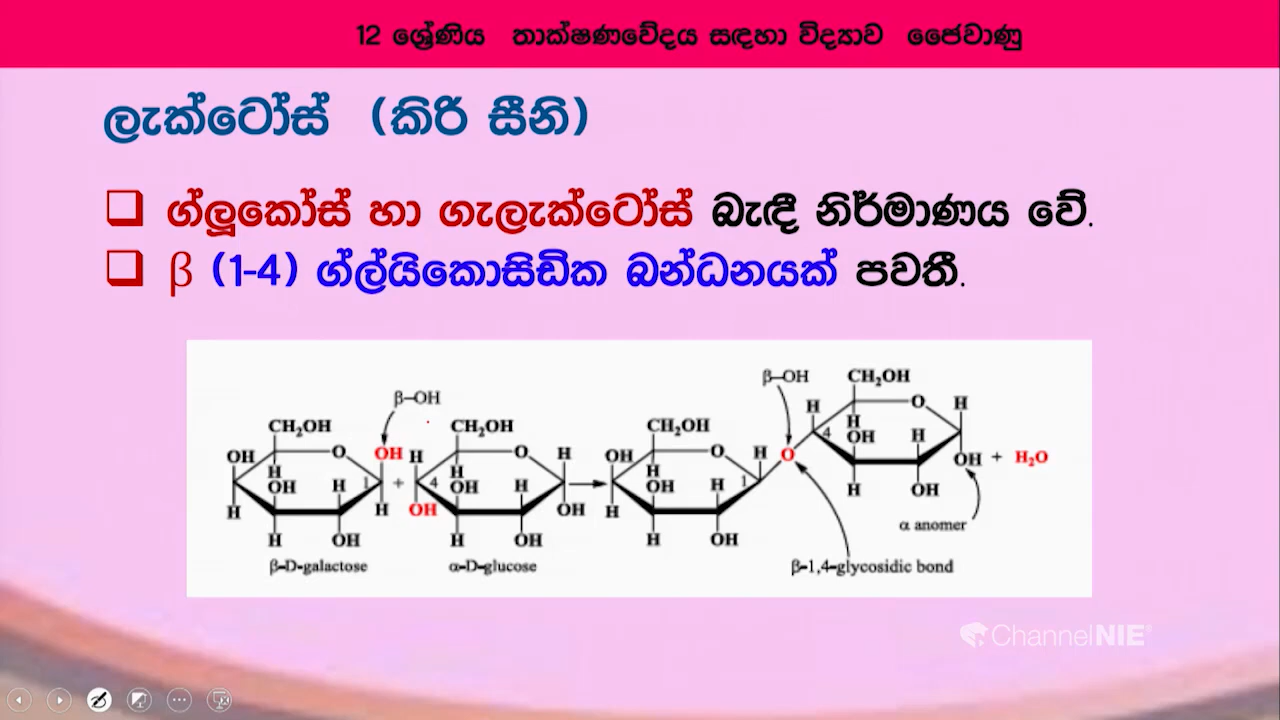 12 ශ්‍රේණිය තාක්ෂණවේදය සඳහා විද්‍යාව ජෛවාණු
ලැක්ටෝස් (කිරි සීනි)
❑ ග්ලූකෝස් හා ගැලැක්ටෝස් බැඳී නිර්මාණය වේ.
❑ β (1-4) ග්ල්යිකොසිඩික බන්ධනයක් පවතී.
β–OH
CH₂OH
OH
O
OH
H
OH
H
1
H
H
H
OH
β–D-galactose
+
CH₂OH
H
O
H
H
4
OH
H
OH
OH
H
OH
α–D-glucose
CH₂OH
OH
O
H
H
OH
H
1
H
H
OH
β–OH
O
CH₂OH
H
O
H
H
4
OH
H
OH
+ H₂O
H
OH
α anomer
β–1,4–glycosidic bond
ChannelNIE